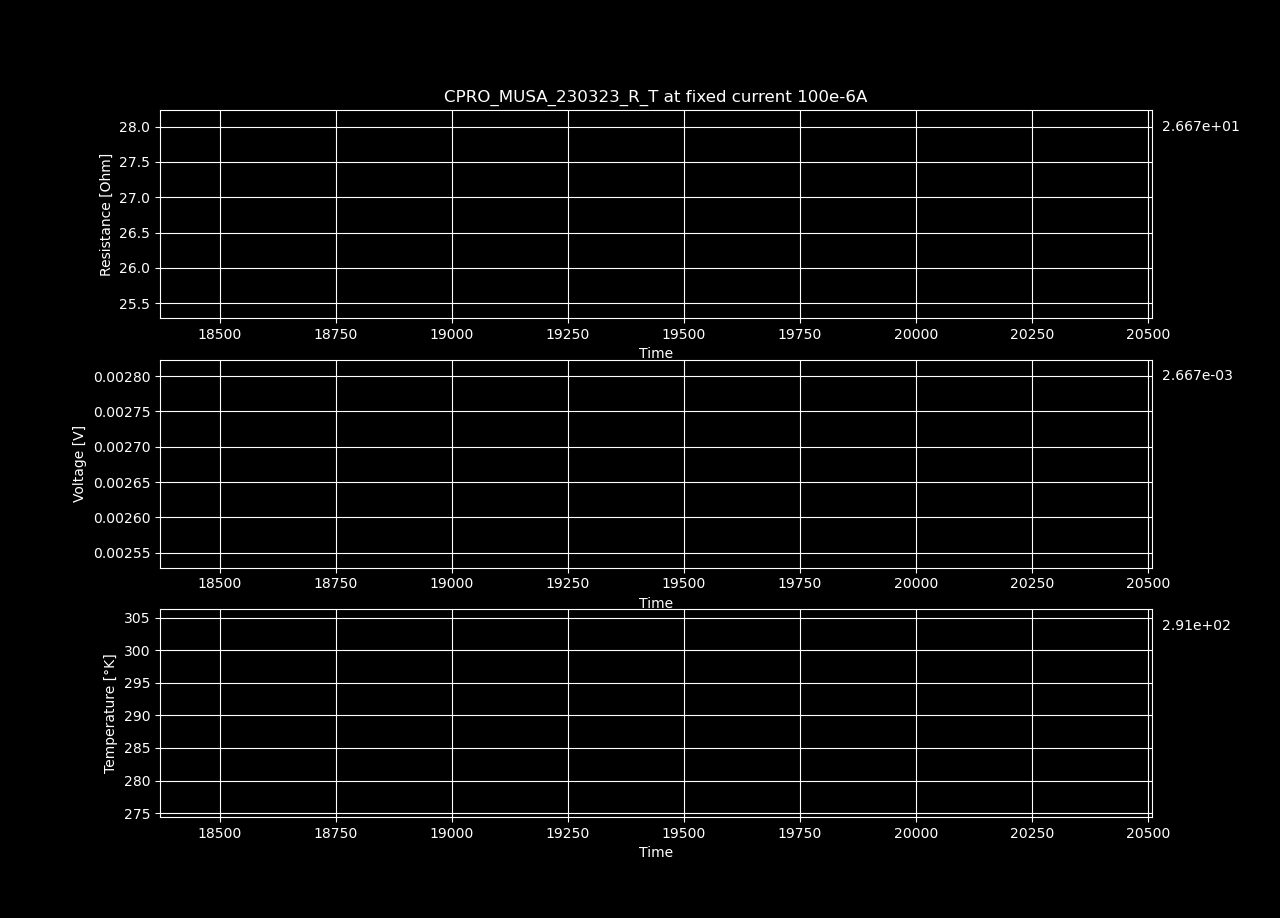 CPRO_MUSA_230323_R_T at fixed current 100e-6A
2.667e+01
Resistance [Ohm]
28.0
27.5
27.0
26.5
26.0
25.5
18500 18750 19000 19250 19500 19750 20000 20250 20500
Time
2.667e-03
Voltage [V]
0.00280
0.00275
0.00270
0.00265
0.00260
0.00255
18500 18750 19000 19250 19500 19750 20000 20250 20500
Time
2.91e+02
Temperature [°K]
305
300
295
290
285
280
275
18500 18750 19000 19250 19500 19750 20000 20250 20500
Time